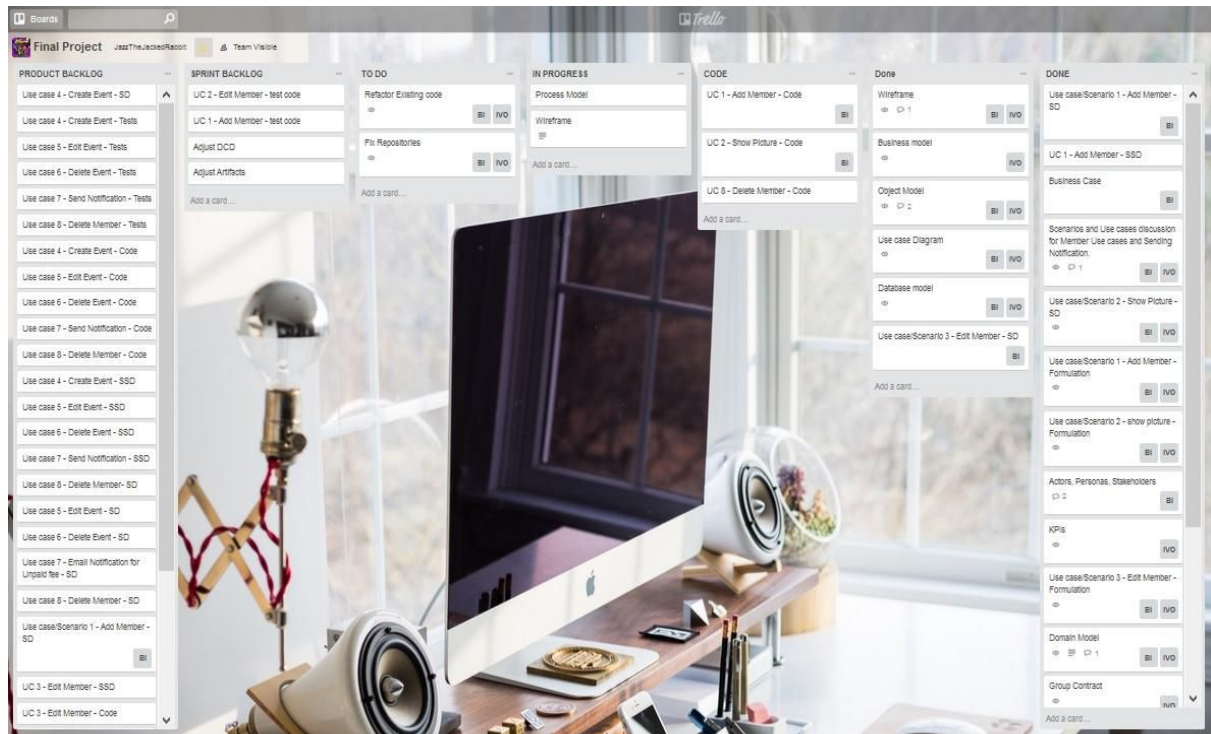 Boards
Trello
Final Project
JazzTheJackedRabbit
Team Visible
PRODUCT BACKLOG
Use case 4 - Create Event - SD
Use case 4 - Create Event - Tests
Use case 5 - Edit Event - Tests
Use case 6 - Delete Event - Tests
Use case 7 - Send Notification - Tests
Use case 8 - Delete Member - Tests
Use case 4 - Create Event - Code
Use case 5 - Edit Event - Code
Use case 6 - Delete Event - Code
Use case 7 - Send Notification - Code
Use case 8 - Delete Member - Code
Use case 4 - Create Event - SSD
Use case 5 - Edit Event - SSD
Use case 6 - Delete Event - SSD
Use case 7 - Send Notification - SSD
Use case 8 - Delete Member- SD
Use case 5 - Edit Event - SD
Use case 6 - Delete Event - SD
Use case 7 - Email Notification for
Unpaid fee - SD
Use case 8 - Delete Member - SD
Use case/Scenario 1 - Add Member -
SD
BI
UC 3 - Edit Member - SSD
UC 3 - Edit Member - Code
SPRINT BACKLOG
UC 2 - Edit Member - test code
UC 1 - Add Member - test code
Adjust DCD
Adjust Artifacts
Add a card...
TO DO
Refactor Existing code
BI IVO
Fix Repositories
BI IVO
Add a card...
IN PROGRESS
Process Model
Wireframe
Add a card...
CODE
UC 1 - Add Member - Code
BI
UC 2 - Show Picture - Code
BI
UC 8 - Delete Member - Code
Add a card...
Done
Wireframe
1
BI IVO
Business model
IVO
Object Model
2
BI IVO
Use case Diagram
BI IVO
Database model
BI IVO
Use case/Scenario 3 - Edit Member - SD
BI
Add a card...
DONE
Use case/Scenario 1 - Add Member -
SD
BI
UC 1 - Add Member - SSD
Business Case
BI
Scenarios and Use cases discussion
for Member Use cases and Sending
Notification.
1
BI IVO
Use case/Scenario 2 - Show Picture -
SD
BI IVO
Use case/Scenario 1 - Add Member -
Formulation
BI IVO
Use case/Scenario 2 - show picture -
Formulation
BI IVO
Actors, Personas, Stakeholders
2
BI
KPIs
IVO
Use case/Scenario 3 - Edit Member -
Formulation
BI IVO
Domain Model
1
BI IVO
Group Contract
IVO
Add a card...